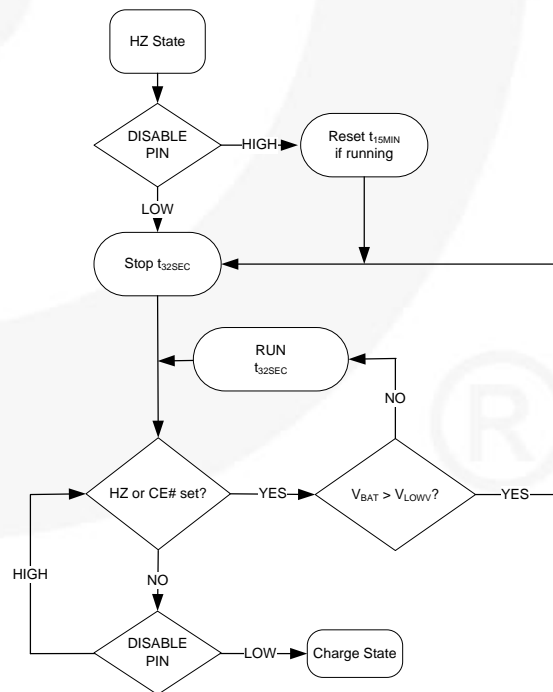 HZ State
DISABLE
PIN
HIGH
Reset t15MIN
if running
LOW
Stop t32SEC
RUN
t32SEC
NO
HZ or CE# set?
YES
VBAT > VLOWV?
YES
HIGH
NO
DISABLE
PIN
LOW
Charge State
®